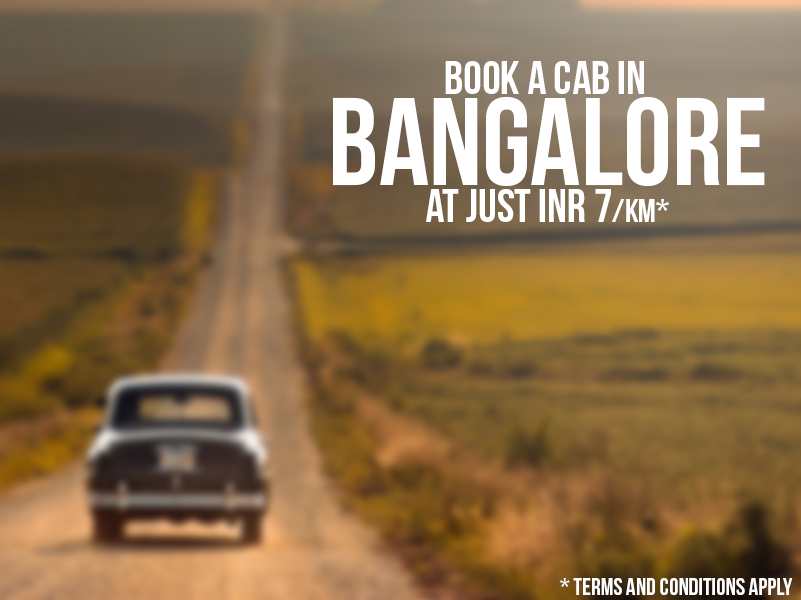 BOOK A CAB IN
BANGALORE
AT JUST INR 7/KM*
* TERMS AND CONDITIONS APPLY